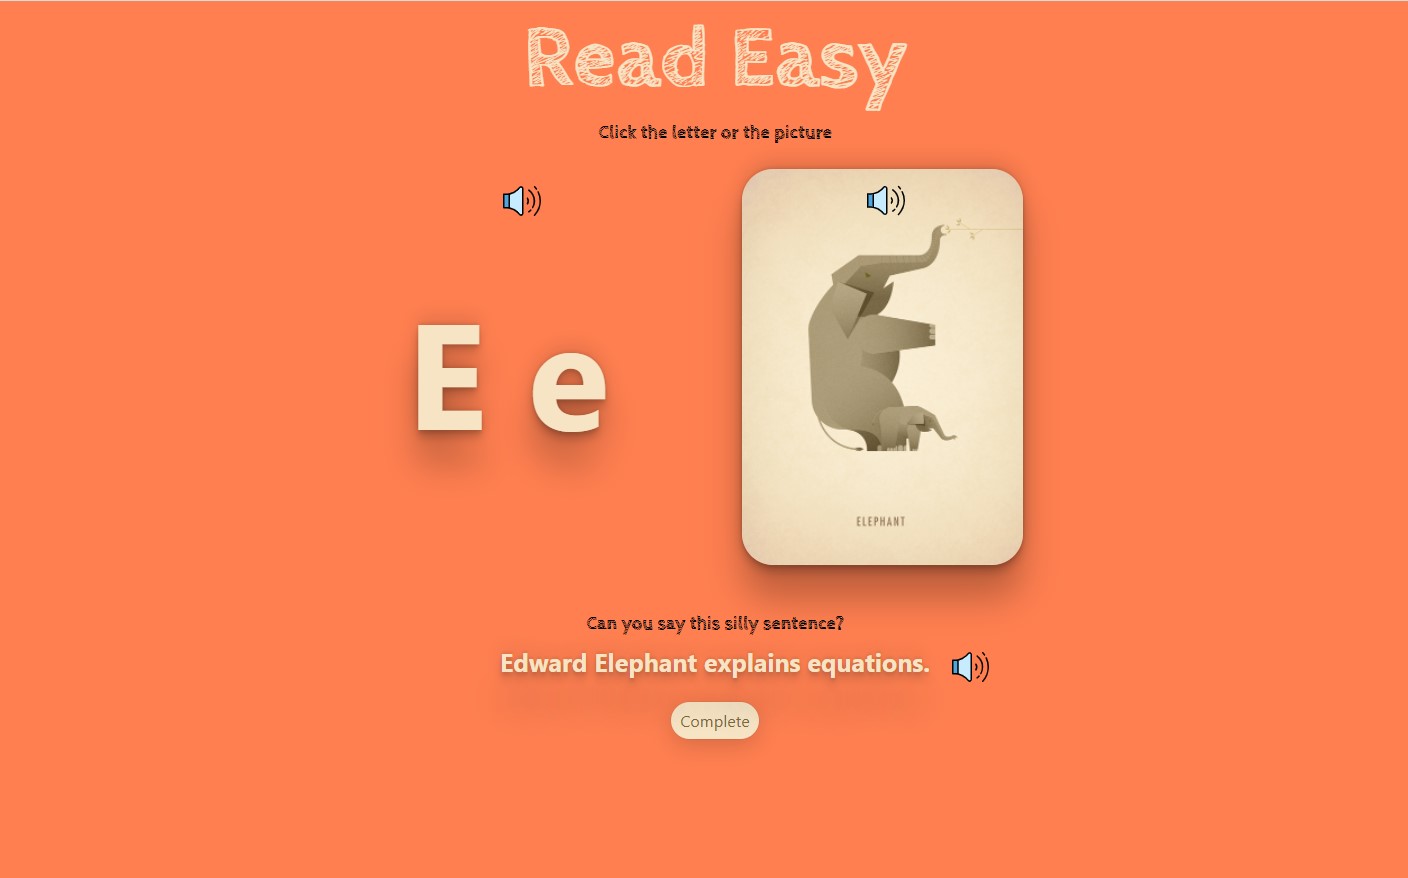 Read Easy
Click the letter or the picture
E e
ELEPHANT
Can you say this silly sentence?
Edward Elephant explains equations.
Complete